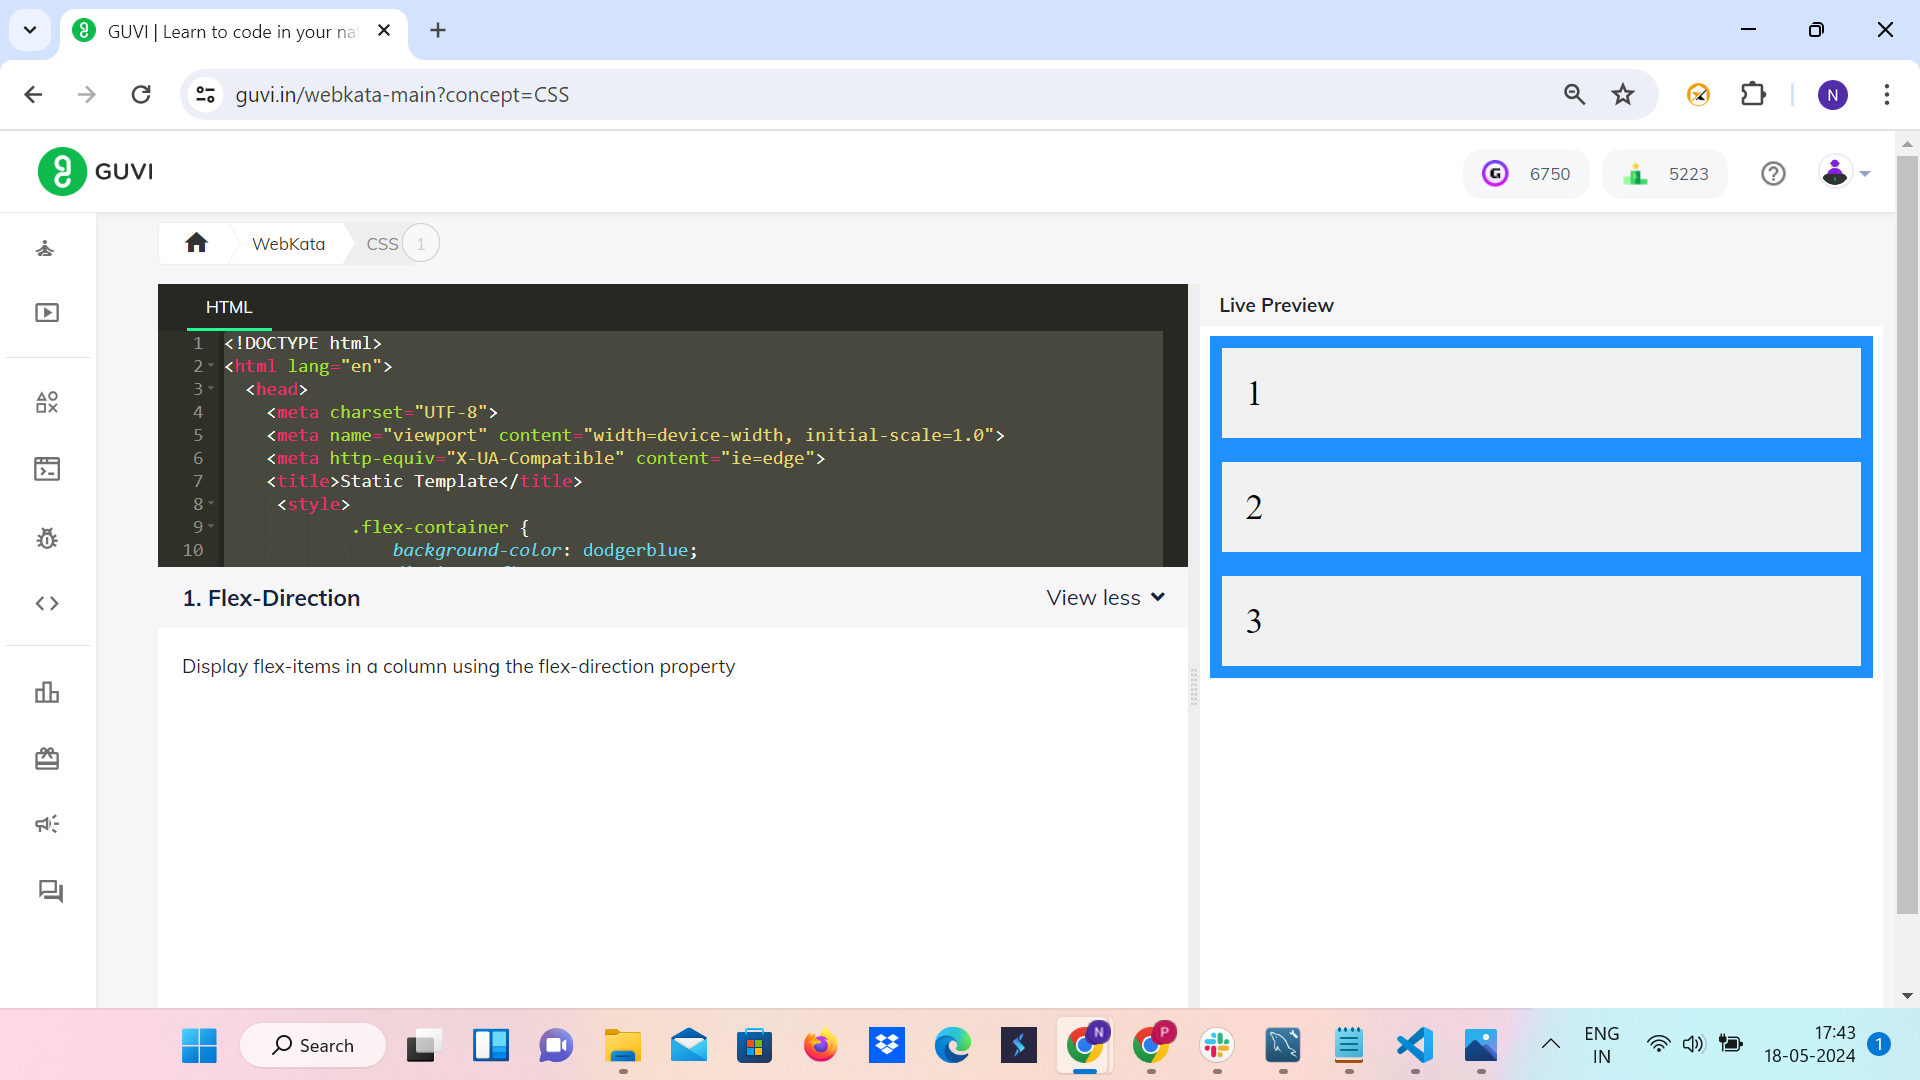 GUVI | Learn to code in your na
guvi.in/webkata-main?concept=CSS
N
GUVI
6750
5223
WebKata
CSS
1
HTML
Live Preview
1 <!DOCTYPE html>
2 <html lang="en">
3 <head>
4 <meta charset="UTF-8">
5 <meta name="viewport" content="width=device-width, initial-scale=1.0">
6 <meta http-equiv="X-UA-Compatible" content="ie=edge">
7 <title>Static Template</title>
8 <style>
9 .flex-container {
10 background-color: dodgerblue;
1
2
3
1. Flex-Direction
View less
Display flex-items in a column using the flex-direction property
Search
N
P
ENG
IN
17:43
18-05-2024
1